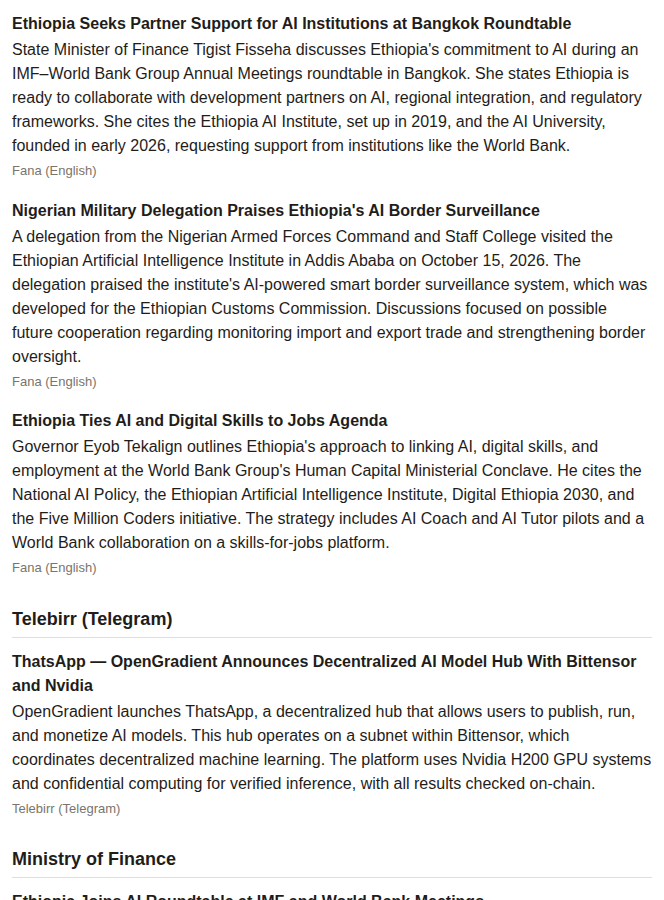 Ethiopia Seeks Partner Support for AI Institutions at Bangkok Roundtable
State Minister of Finance Tigist Fisseha discusses Ethiopia's commitment to AI during an
IMF–World Bank Group Annual Meetings roundtable in Bangkok. She states Ethiopia is
ready to collaborate with development partners on AI, regional integration, and regulatory
frameworks. She cites the Ethiopia AI Institute, set up in 2019, and the AI University,
founded in early 2026, requesting support from institutions like the World Bank.
Fana (English)
Nigerian Military Delegation Praises Ethiopia's AI Border Surveillance
A delegation from the Nigerian Armed Forces Command and Staff College visited the
Ethiopian Artificial Intelligence Institute in Addis Ababa on October 15, 2026. The
delegation praised the institute's AI-powered smart border surveillance system, which was
developed for the Ethiopian Customs Commission. Discussions focused on possible
future cooperation regarding monitoring import and export trade and strengthening border
oversight.
Fana (English)
Ethiopia Ties AI and Digital Skills to Jobs Agenda
Governor Eyob Tekalign outlines Ethiopia's approach to linking AI, digital skills, and
employment at the World Bank Group's Human Capital Ministerial Conclave. He cites the
National AI Policy, the Ethiopian Artificial Intelligence Institute, Digital Ethiopia 2030, and
the Five Million Coders initiative. The strategy includes AI Coach and AI Tutor pilots and a
World Bank collaboration on a skills-for-jobs platform.
Fana (English)
Telebirr (Telegram)
ThatsApp — OpenGradient Announces Decentralized AI Model Hub With Bittensor
and Nvidia
OpenGradient launches ThatsApp, a decentralized hub that allows users to publish, run,
and monetize AI models. This hub operates on a subnet within Bittensor, which
coordinates decentralized machine learning. The platform uses Nvidia H200 GPU systems
and confidential computing for verified inference, with all results checked on-chain.
Telebirr (Telegram)
Ministry of Finance
Ethiopia Joins AI Roundtable at IMF and World Bank Meetings